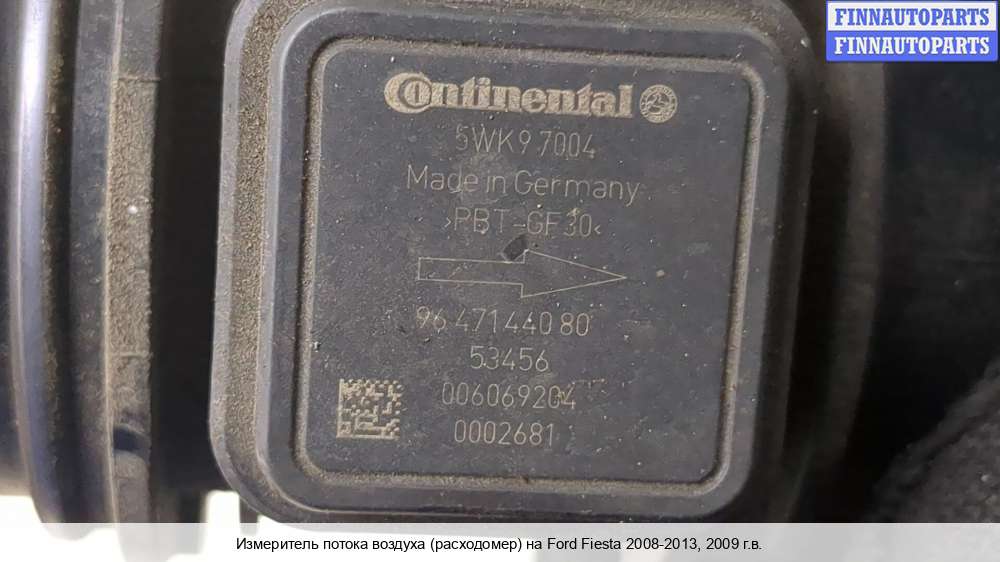 FINNAUTOPARTS
FINNAUTOPARTS
Continental
5WK9 7004
Made in Germany
>PBT-GF30<
96 471440 80
53456
006069204
0002681
Измеритель потока воздуха (расходомер) на Ford Fiesta 2008-2013, 2009 г.в.